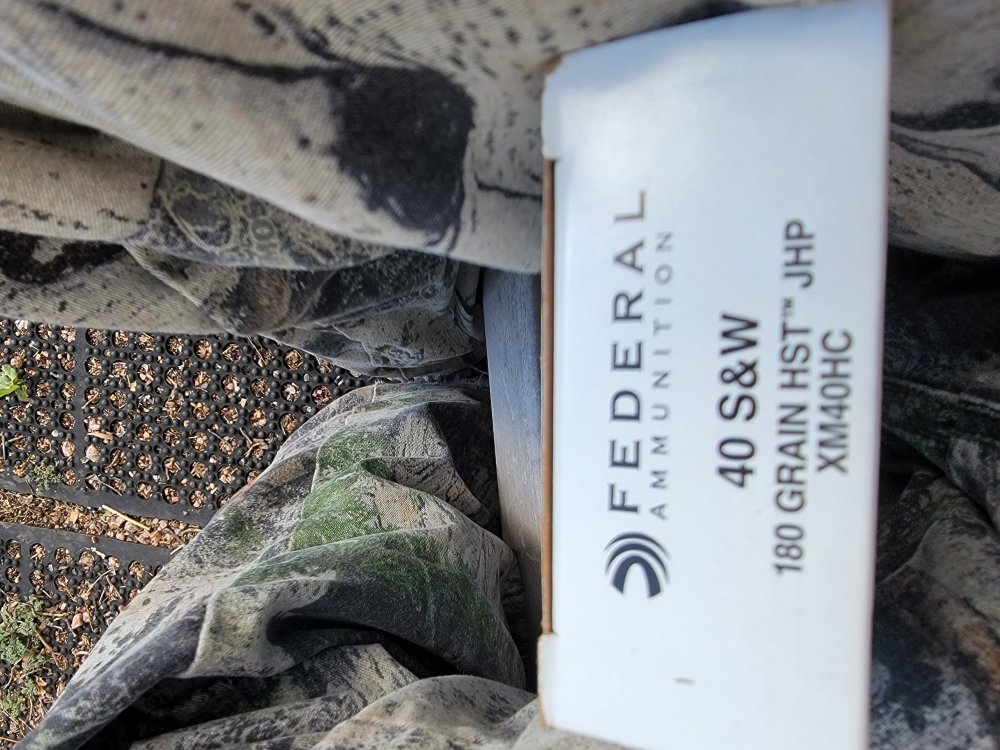 FEDERAL
AMMUNITION
40 S&W
180 GRAIN HST™ JHP
XM40HC